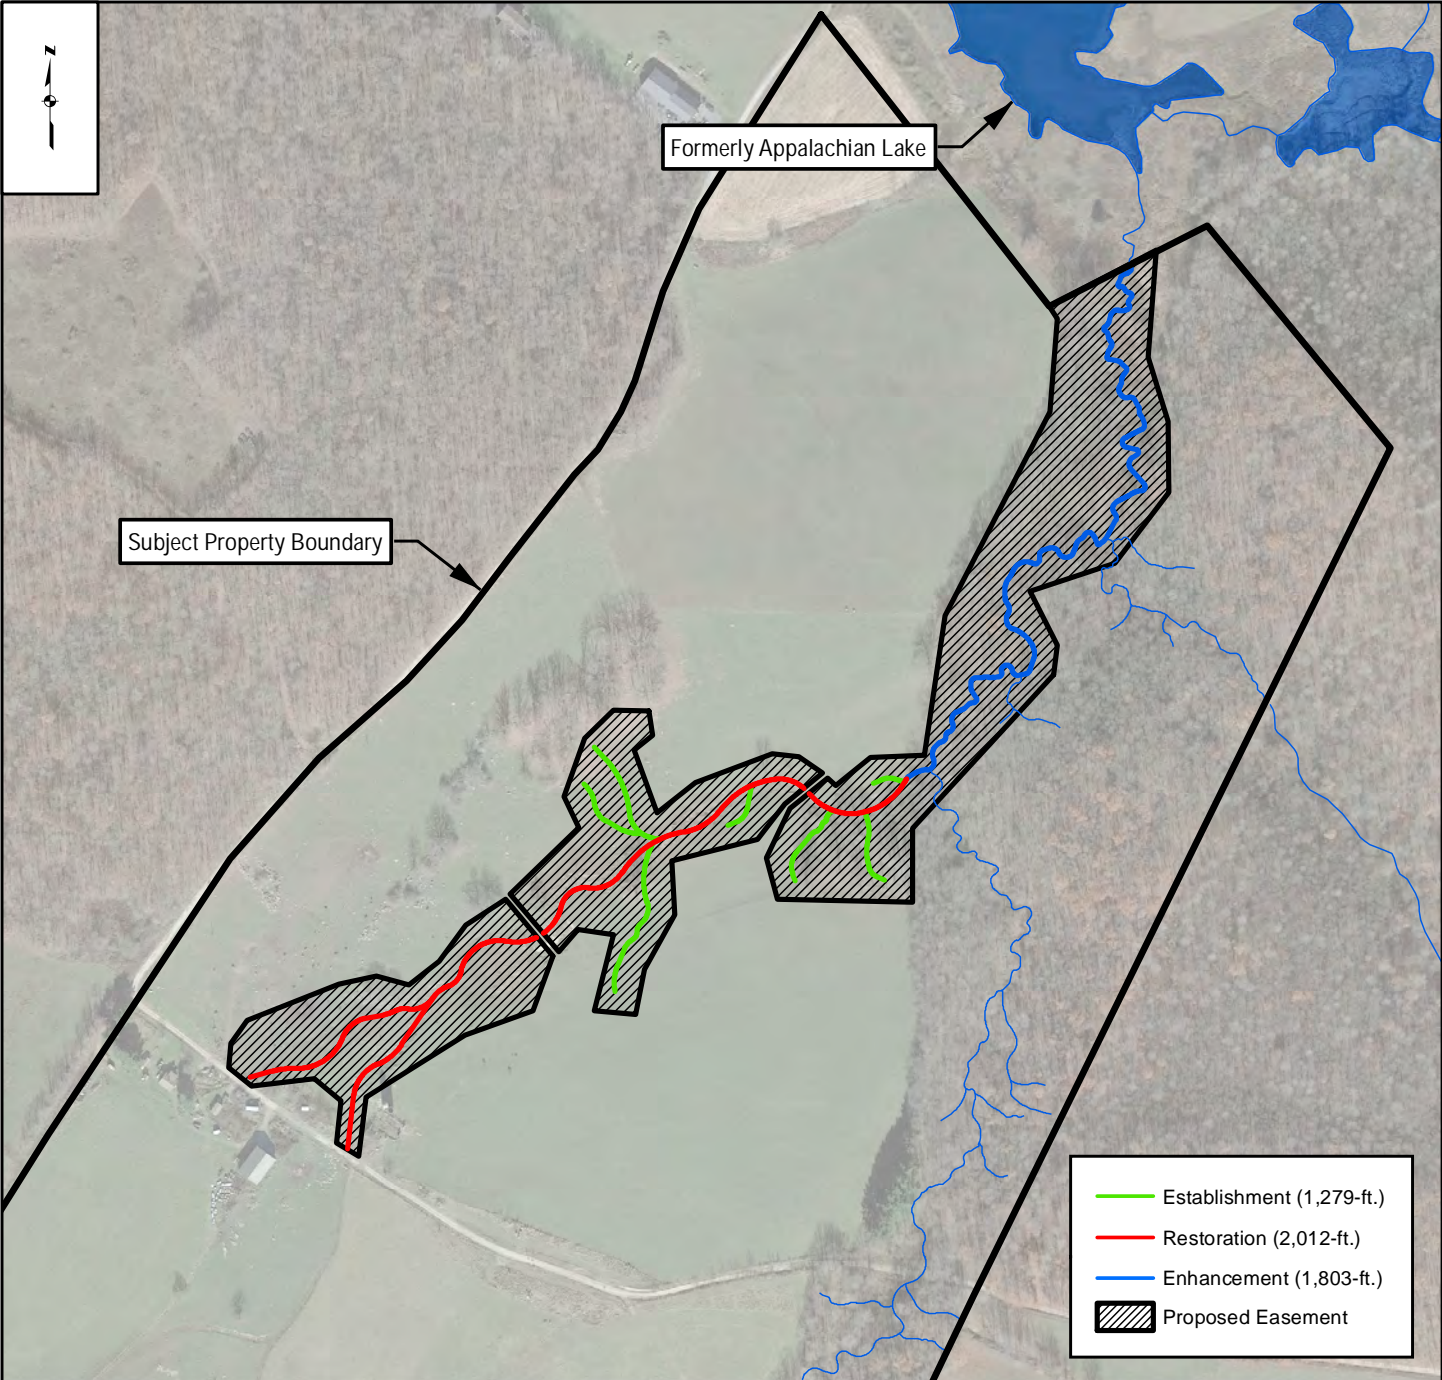 N
Formerly Appalachian Lake
Subject Property Boundary
Establishment (1,279-ft.)
Restoration (2,012-ft.)
Enhancement (1,803-ft.)
Proposed Easement